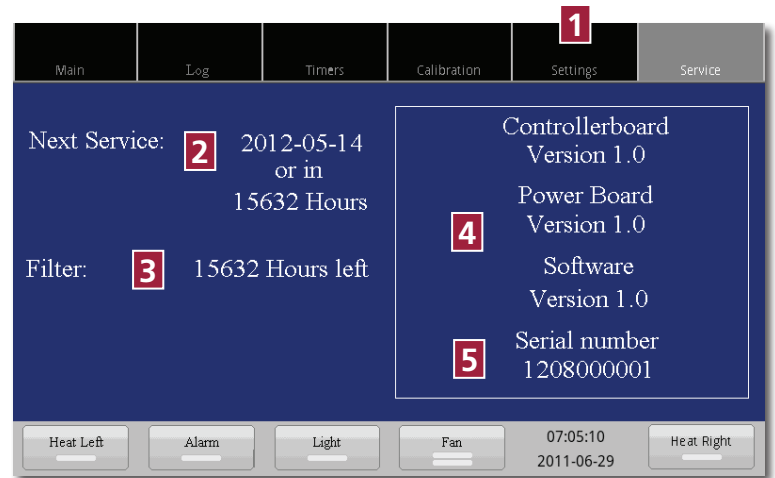 1
Main Log Timers Calibration Settings Service
Next Service: 2 2012-05-14
or in
15632 Hours
Filter: 3 15632 Hours left
Controllerboard
Version 1.0
Power Board
4 Version 1.0
Software
Version 1.0
Serial number
5 1208000001
Heat Left Alarm Light Fan 07:05:10 Heat Right
2011-06-29